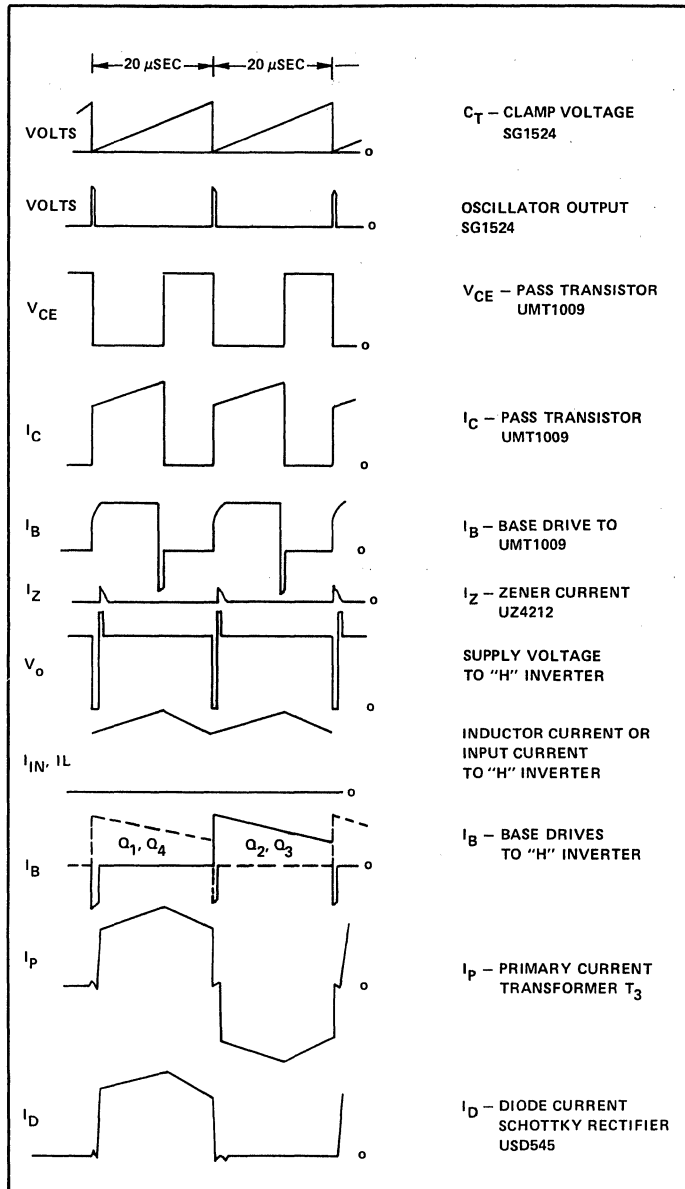 20 μSEC 20 μSEC
VOLTS
o
C_T – CLAMP VOLTAGE
SG1524
VOLTS
o
OSCILLATOR OUTPUT
SG1524
V_CE
o
V_CE – PASS TRANSISTOR
UMT1009
I_C
o
I_C – PASS TRANSISTOR
UMT1009
I_B
o
I_B – BASE DRIVE TO
UMT1009
I_Z
o
I_Z – ZENER CURRENT
UZ4212
V_o
o
SUPPLY VOLTAGE
TO "H" INVERTER
I_IN, IL
o
INDUCTOR CURRENT OR
INPUT CURRENT
TO "H" INVERTER
Q_1, Q_4 Q_2, Q_3
I_B
o
I_B – BASE DRIVES
TO "H" INVERTER
I_P
o
I_P – PRIMARY CURRENT
TRANSFORMER T_3
I_D
o
I_D – DIODE CURRENT
SCHOTTKY RECTIFIER
USD545